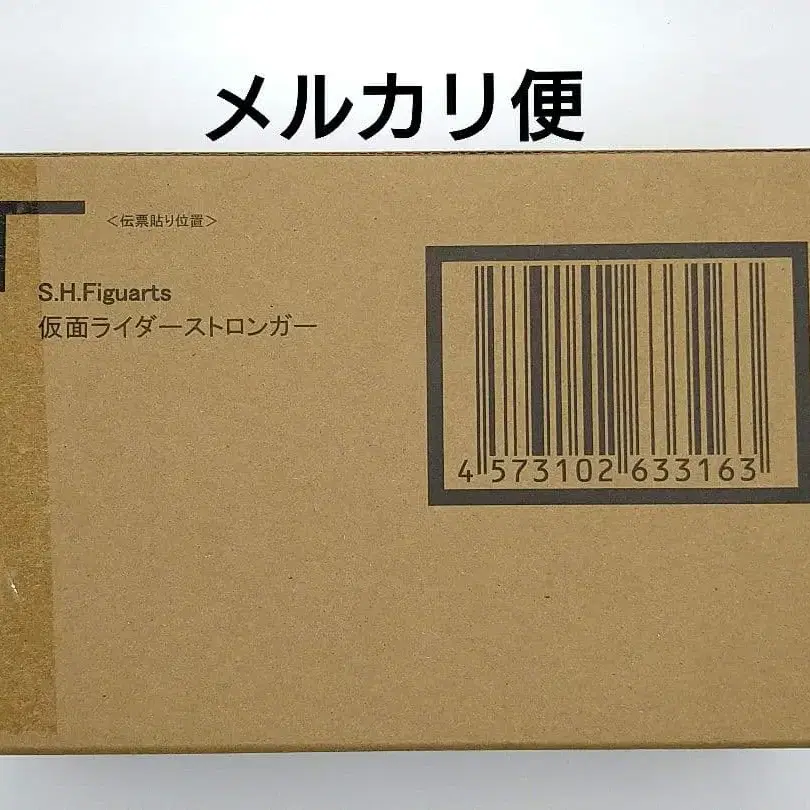 メルカリ便
<伝票貼り位置>
S.H.Figuarts
仮面ライダーストロンガー
4 573102 633163